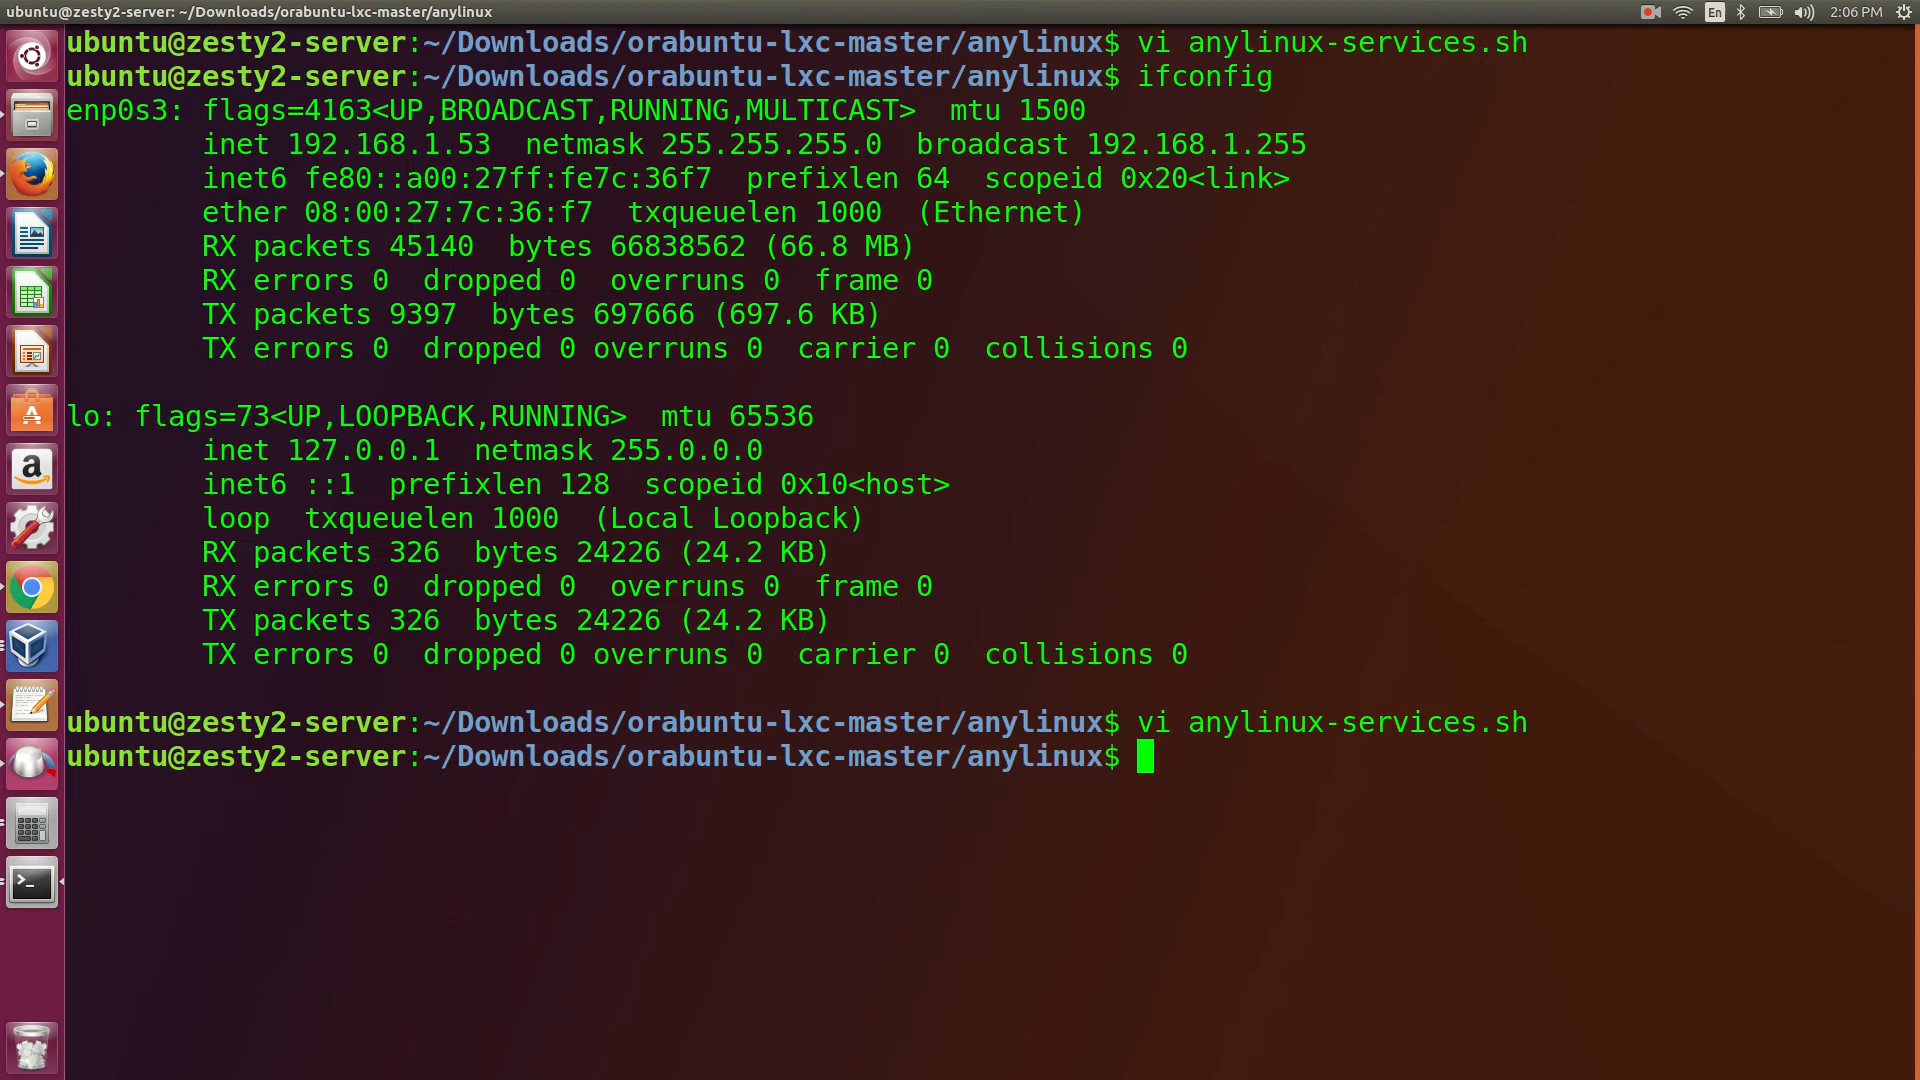 ubuntu@zesty2-server: ~/Downloads/orabuntu-lxc-master/anylinux
En
2:06 PM
ubuntu@zesty2-server:~/Downloads/orabuntu-lxc-master/anylinux$ vi anylinux-services.sh
ubuntu@zesty2-server:~/Downloads/orabuntu-lxc-master/anylinux$ ifconfig
enp0s3: flags=4163<UP,BROADCAST,RUNNING,MULTICAST>  mtu 1500
        inet 192.168.1.53  netmask 255.255.255.0  broadcast 192.168.1.255
        inet6 fe80::a00:27ff:fe7c:36f7  prefixlen 64  scopeid 0x20<link>
        ether 08:00:27:7c:36:f7  txqueuelen 1000  (Ethernet)
        RX packets 45140  bytes 66838562 (66.8 MB)
        RX errors 0  dropped 0  overruns 0  frame 0
        TX packets 9397  bytes 697666 (697.6 KB)
        TX errors 0  dropped 0 overruns 0  carrier 0  collisions 0
lo: flags=73<UP,LOOPBACK,RUNNING>  mtu 65536
        inet 127.0.0.1  netmask 255.0.0.0
        inet6 ::1  prefixlen 128  scopeid 0x10<host>
        loop  txqueuelen 1000  (Local Loopback)
        RX packets 326  bytes 24226 (24.2 KB)
        RX errors 0  dropped 0  overruns 0  frame 0
        TX packets 326  bytes 24226 (24.2 KB)
        TX errors 0  dropped 0 overruns 0  carrier 0  collisions 0
ubuntu@zesty2-server:~/Downloads/orabuntu-lxc-master/anylinux$ vi anylinux-services.sh
ubuntu@zesty2-server:~/Downloads/orabuntu-lxc-master/anylinux$